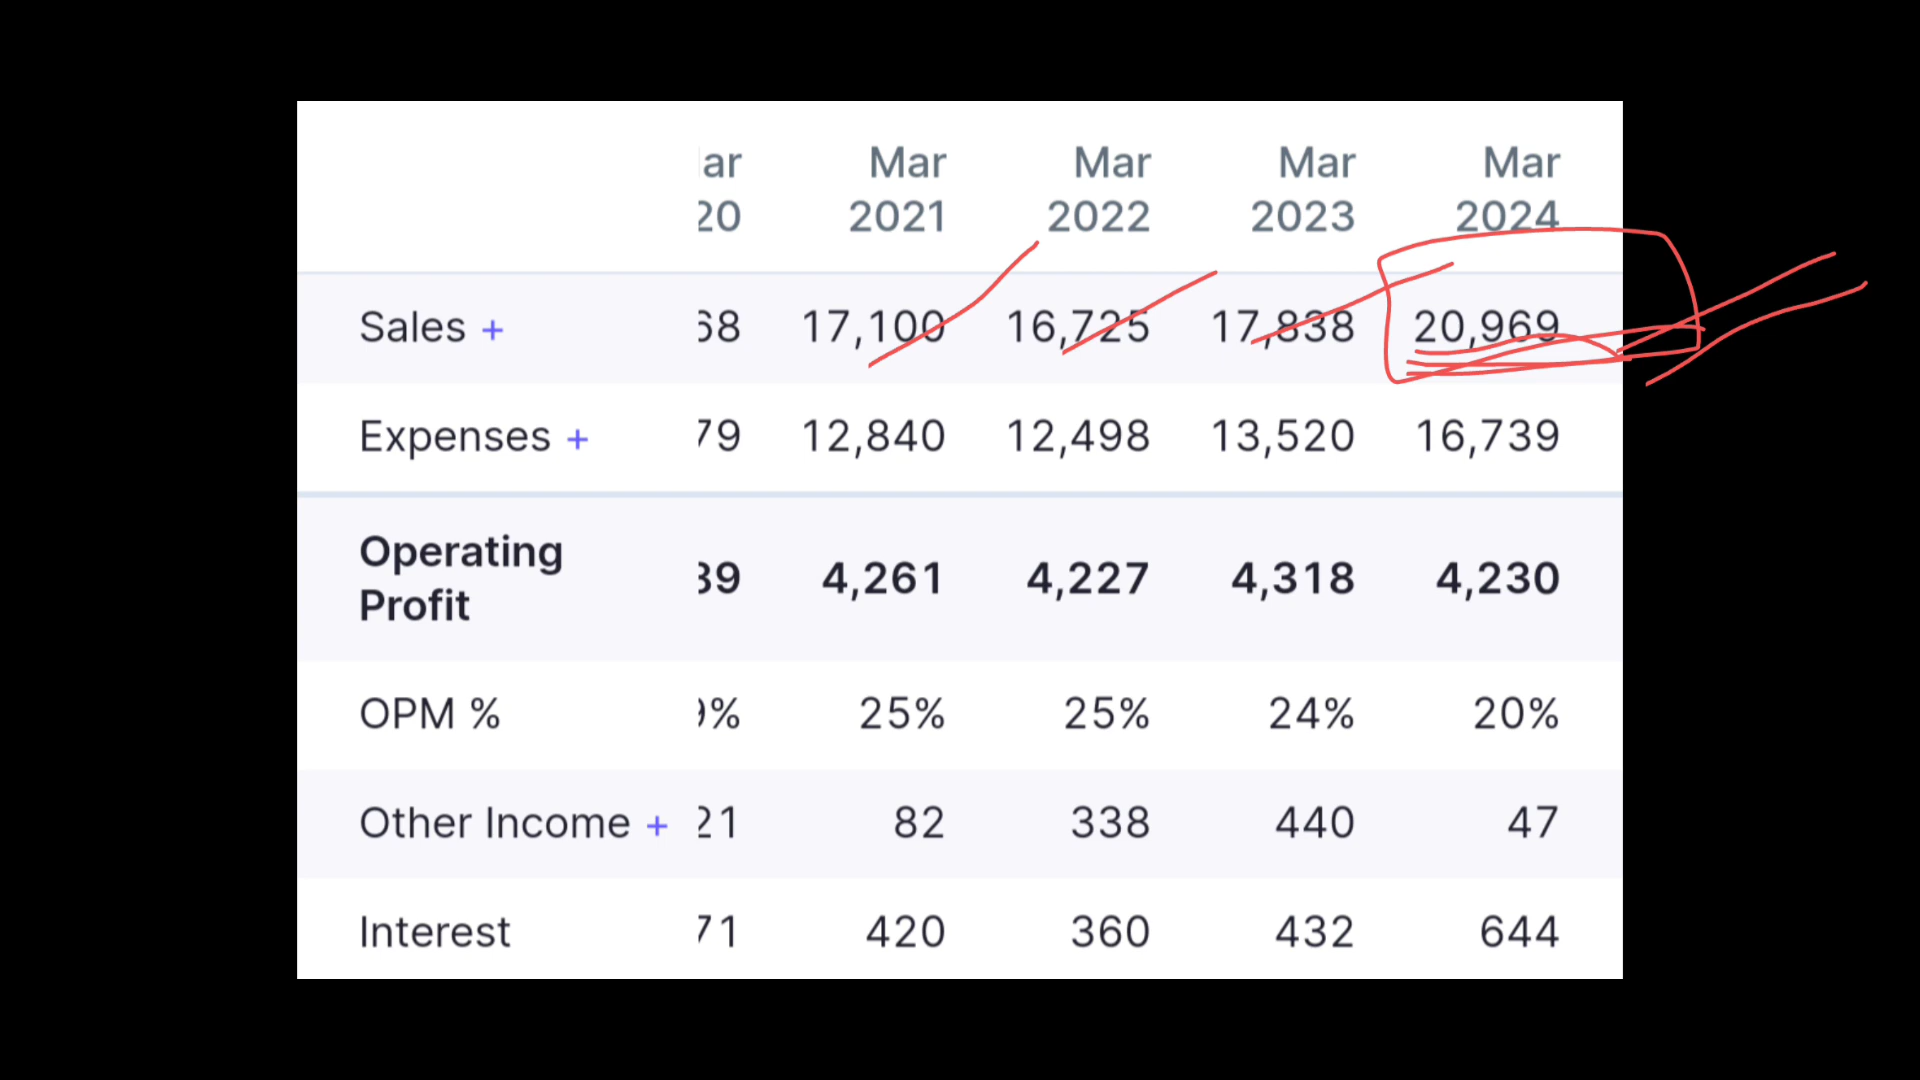 ar Mar Mar Mar Mar
20 2021 2022 2023 2024
Sales + 68 17,100 16,725 17,838 20,969
Expenses + 79 12,840 12,498 13,520 16,739
Operating
Profit 39 4,261 4,227 4,318 4,230
OPM % 9% 25% 25% 24% 20%
Other Income + 21 82 338 440 47
Interest 71 420 360 432 644